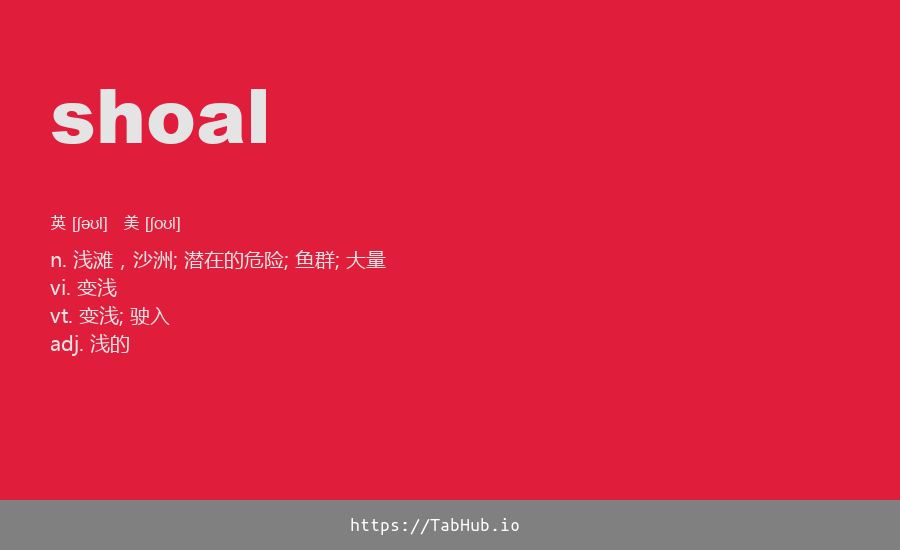 shoal
英 [ʃəʊl] 美 [ʃoʊl]
n. 浅滩，沙洲; 潜在的危险; 鱼群; 大量
vi. 变浅
vt. 变浅; 驶入
adj. 浅的
https://TabHub.io